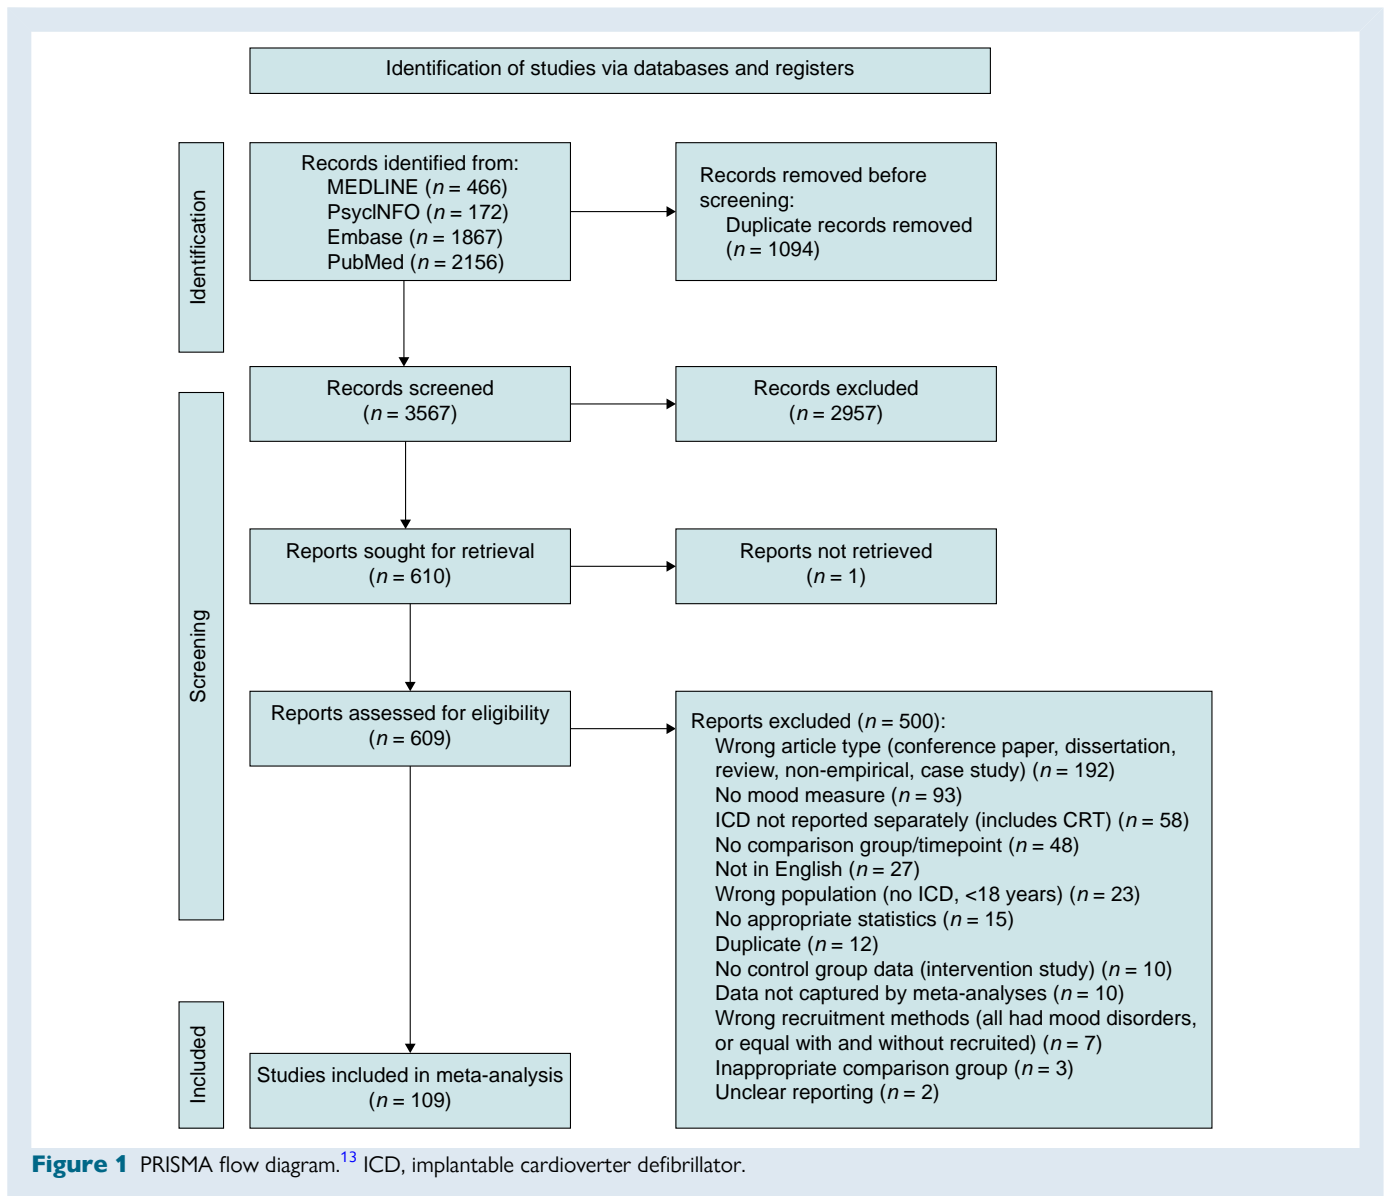 Identification of studies via databases and registers
Identification
Records identified from:
MEDLINE (n = 466)
PsycINFO (n = 172)
Embase (n = 1867)
PubMed (n = 2156)
Records removed before
screening:
Duplicate records removed
(n = 1094)
Screening
Records screened
(n = 3567)
Records excluded
(n = 2957)
Reports sought for retrieval
(n = 610)
Reports not retrieved
(n = 1)
Reports assessed for eligibility
(n = 609)
Reports excluded (n = 500):
Wrong article type (conference paper, dissertation,
review, non-empirical, case study) (n = 192)
No mood measure (n = 93)
ICD not reported separately (includes CRT) (n = 58)
No comparison group/timepoint (n = 48)
Not in English (n = 27)
Wrong population (no ICD, <18 years) (n = 23)
No appropriate statistics (n = 15)
Duplicate (n = 12)
No control group data (intervention study) (n = 10)
Data not captured by meta-analyses (n = 10)
Wrong recruitment methods (all had mood disorders,
or equal with and without recruited) (n = 7)
Inappropriate comparison group (n = 3)
Unclear reporting (n = 2)
Included
Studies included in meta-analysis
(n = 109)
Figure 1 PRISMA flow diagram.13 ICD, implantable cardioverter defibrillator.